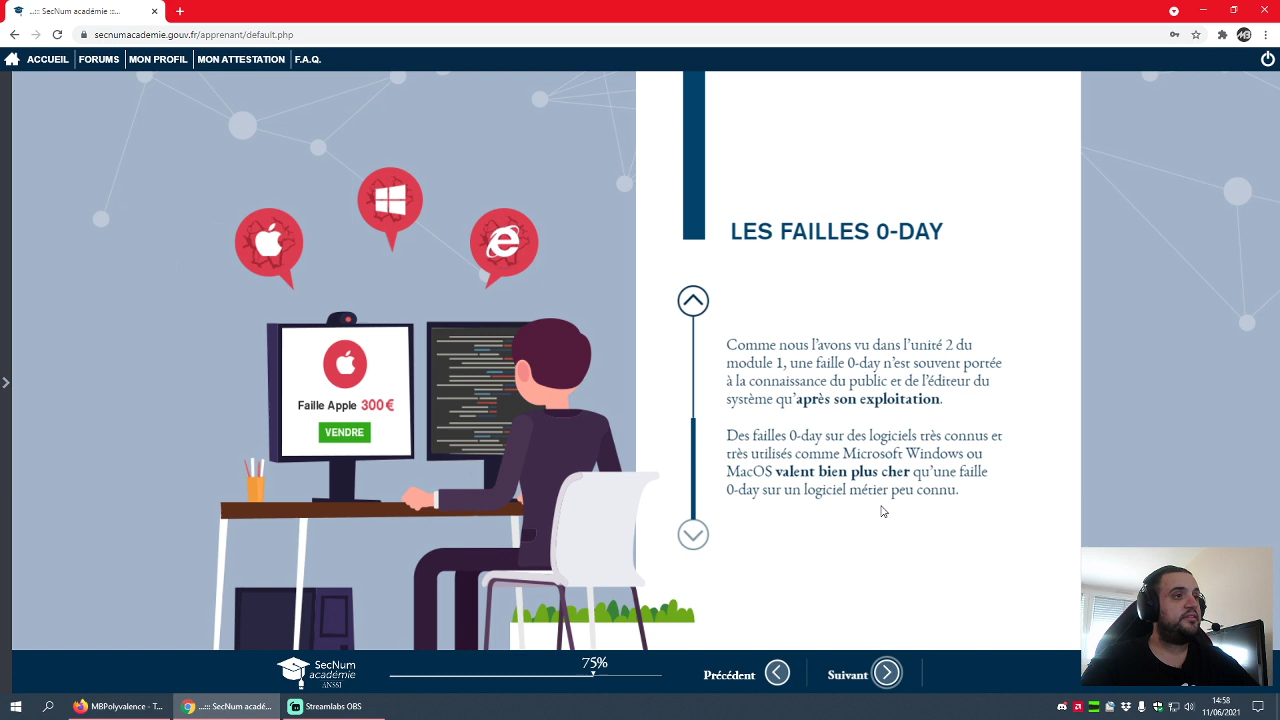 ..:: SecNum...
secnumacademie.gouv.fr/apprenant/default.php
ACCUEIL
FORUMS
MON PROFIL
MON ATTESTATION
F.A.Q.
LES FAILLES 0-DAY
Comme nous l'avons vu dans l'unité 2 du
module 1, une faille 0-day n'est souvent portée
à la connaissance du public et de l'éditeur du
système qu'après son exploitation.
Des failles 0-day sur des logiciels très connus et
très utilisés comme Microsoft Windows ou
MacOS valent bien plus cher qu'une faille
0-day sur un logiciel métier peu connu.
Faille Apple 300€
VENDRE
SecNum
académie
ANSSI
75%
Précédent
Suivant
MBPolyvalence - T...
..:: SecNum acadé...
Streamlabs OBS
14:58
11/06/2021